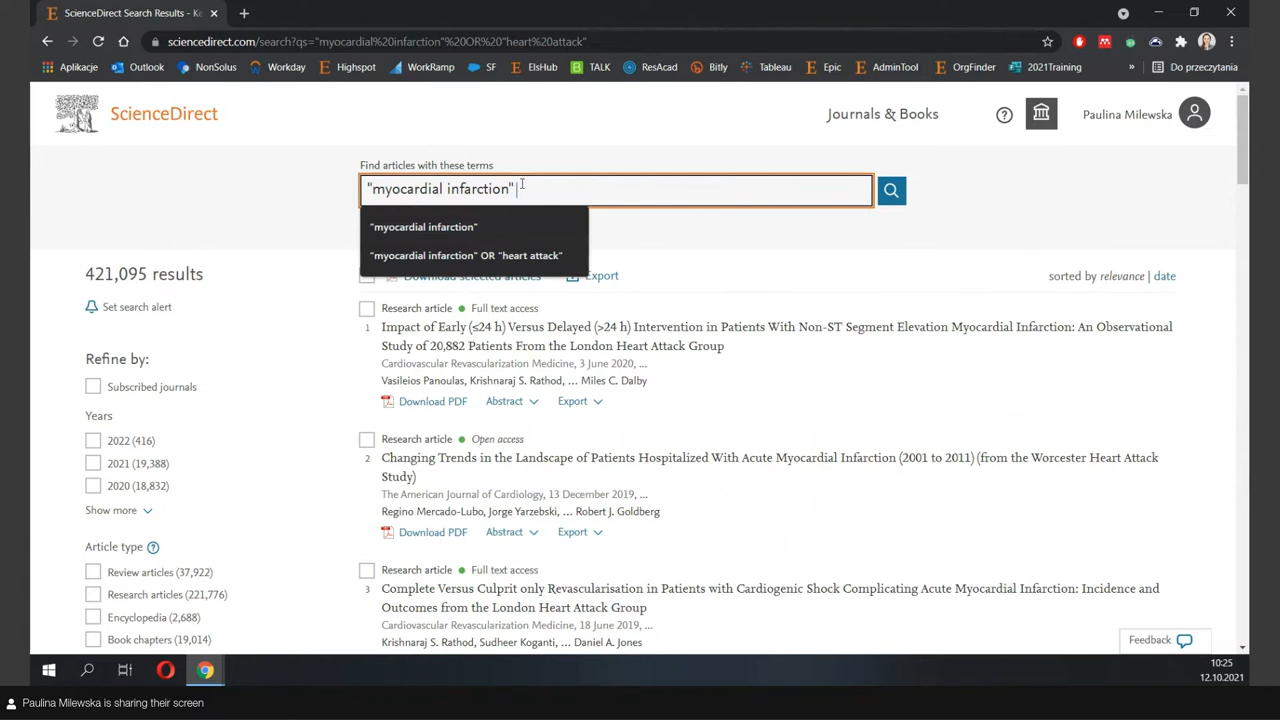 ScienceDirect Search Results - Ke
sciencedirect.com/search?qs="myocardial%20infarction"%20OR%20"heart%20attack"
Aplikacje Outlook NonSolus Workday Highspot WorkRamp SF ElsHub TALK ResAcad Bitly Tableau Epic AdminTool OrgFinder 2021Training » Do przeczytania
ScienceDirect
Journals & Books
Paulina Milewska
Find articles with these terms
"myocardial infarction"
"myocardial infarction"
"myocardial infarction" OR "heart attack"
421,095 results
Download selected articles
Export
sorted by relevance | date
Set search alert
Refine by:
Subscribed journals
Years
2022 (416)
2021 (19,388)
2020 (18,832)
Show more
Article type
Review articles (37,922)
Research articles (221,776)
Encyclopedia (2,688)
Book chapters (19,014)
Research article Full text access
1 Impact of Early (≤24 h) Versus Delayed (>24 h) Intervention in Patients With Non-ST Segment Elevation Myocardial Infarction: An Observational
Study of 20,882 Patients From the London Heart Attack Group
Cardiovascular Revascularization Medicine, 3 June 2020, ...
Vasileios Panoulas, Krishnaraj S. Rathod, ... Miles C. Dalby
Download PDF Abstract Export
Research article Open access
2 Changing Trends in the Landscape of Patients Hospitalized With Acute Myocardial Infarction (2001 to 2011) (from the Worcester Heart Attack
Study)
The American Journal of Cardiology, 13 December 2019, ...
Regino Mercado-Lubo, Jorge Yarzebski, ... Robert J. Goldberg
Download PDF Abstract Export
Research article Full text access
3 Complete Versus Culprit only Revascularisation in Patients with Cardiogenic Shock Complicating Acute Myocardial Infarction: Incidence and
Outcomes from the London Heart Attack Group
Cardiovascular Revascularization Medicine, 18 June 2019, ...
Krishnaraj S. Rathod, Sudheer Koganti, ... Daniel A. Jones
Feedback
10:25
12.10.2021
Paulina Milewska is sharing their screen